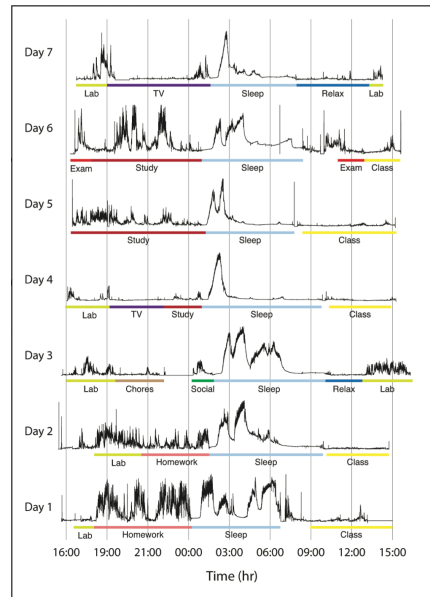 Day 7
Lab TV Sleep Relax Lab
Day 6
Exam Study Sleep Exam Class
Day 5
Study Sleep Class
Day 4
Lab TV Study Sleep Class
Day 3
Lab Chores Social Sleep Relax Lab
Day 2
Lab Homework Sleep Class
Day 1
Lab Homework Sleep Class
16:00 19:00 21:00 00:00 03:00 06:00 09:00 12:00 15:00
Time (hr)